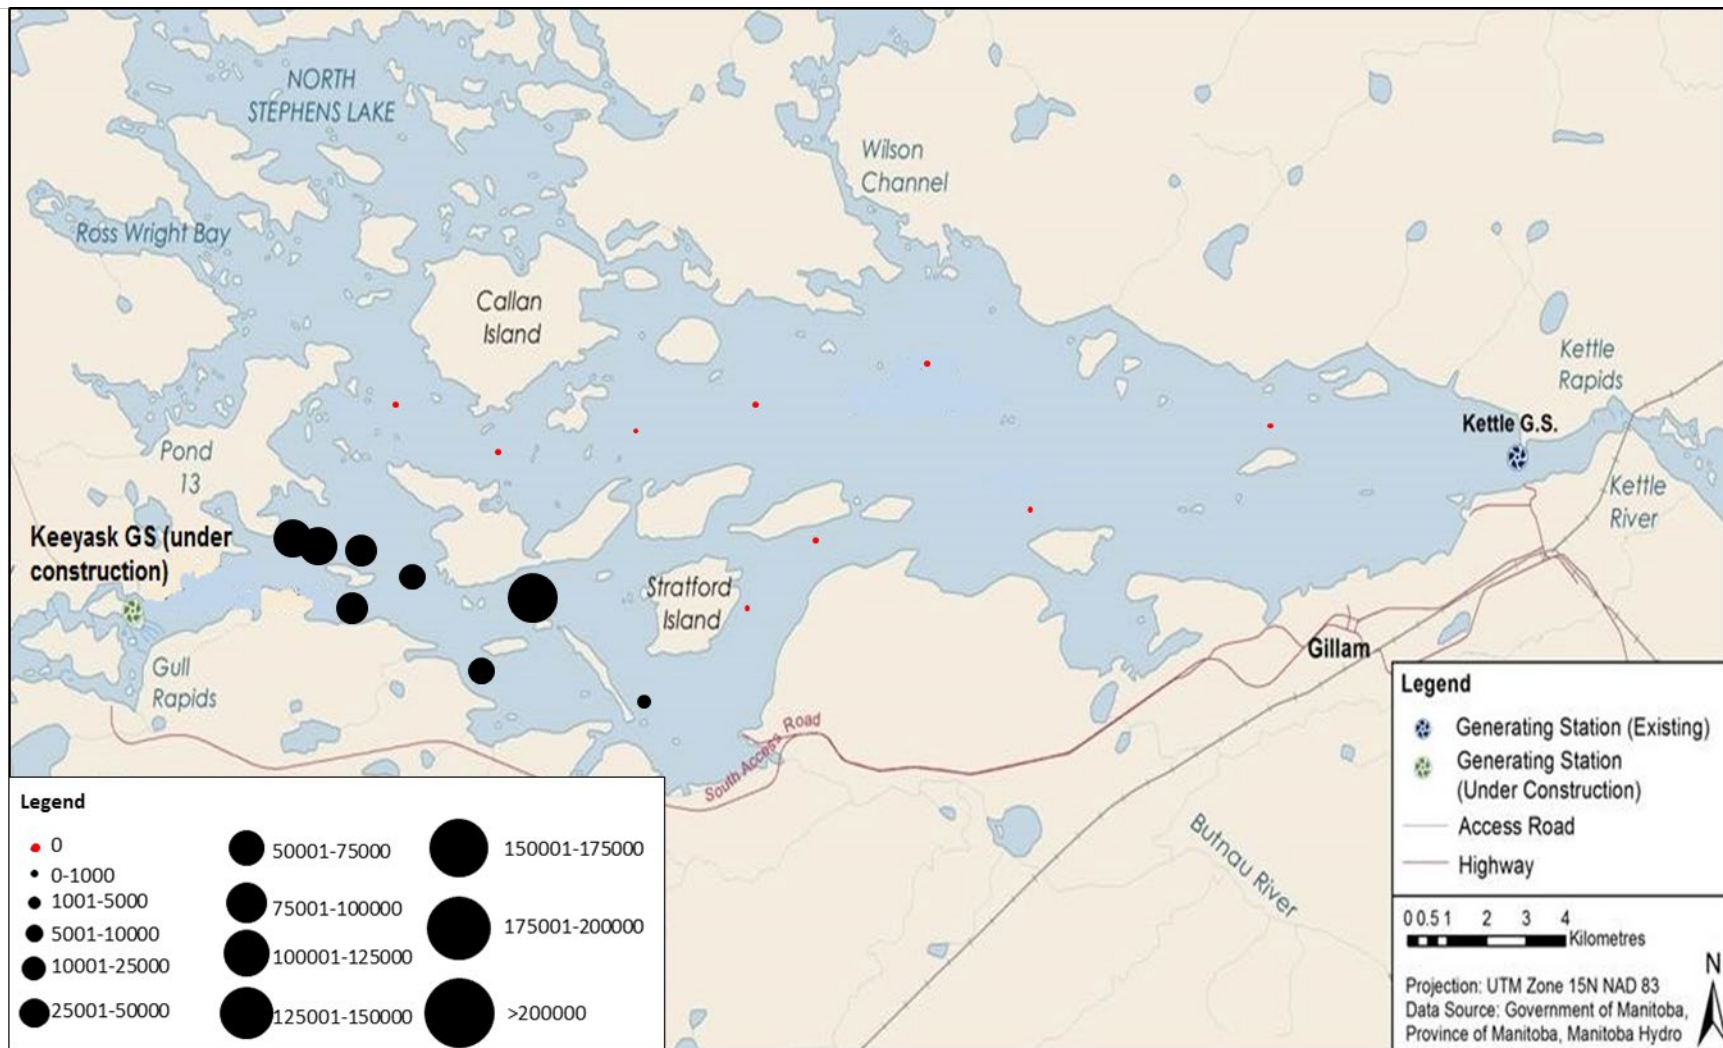 NORTH
STEPHENS LAKE
Wilson
Channel
Ross Wright Bay
Callan
Island
Kettle
Rapids
Kettle G.S.
Pond
13
Kettle
River
Keeyask GS (under
construction)
Stratford
Island
Gillam
Gull
Rapids
South Access Road
Butnau River
Legend
0
0-1000
1001-5000
5001-10000
10001-25000
25001-50000
50001-75000
75001-100000
100001-125000
125001-150000
150001-175000
175001-200000
>200000
Legend
Generating Station (Existing)
Generating Station
(Under Construction)
Access Road
Highway
0 0.5 1 2 3 4
Kilometres
N
Projection: UTM Zone 15N NAD 83
Data Source: Government of Manitoba,
Province of Manitoba, Manitoba Hydro